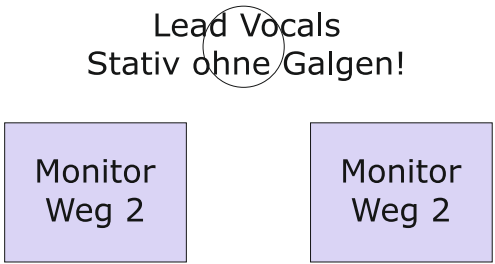 Lead Vocals
Stativ ohne Galgen!
Monitor
Weg 2
Monitor
Weg 2